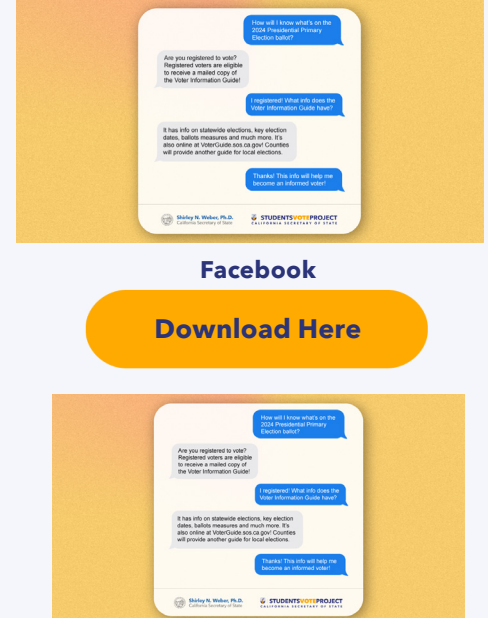 How will I know what's on the
2024 Presidential Primary
Election ballot?
Are you registered to vote?
Registered voters are eligible
to receive a mailed copy of
the Voter Information Guide!
I registered! What info does the
Voter Information Guide have?
It has info on statewide elections, key election
dates, ballots measures and much more. It's
also online at VoterGuide.sos.ca.gov! Counties
will provide another guide for local elections.
Thanks! This info will help me
become an informed voter!
Shirley N. Weber, Ph.D.
California Secretary of State
STUDENTSVOTEPROJECT
CALIFORNIA SECRETARY OF STATE
Facebook
Download Here
How will I know what's on the
2024 Presidential Primary
Election ballot?
Are you registered to vote?
Registered voters are eligible
to receive a mailed copy of
the Voter Information Guide!
I registered! What info does the
Voter Information Guide have?
It has info on statewide elections, key election
dates, ballots measures and much more. It's
also online at VoterGuide.sos.ca.gov! Counties
will provide another guide for local elections.
Thanks! This info will help me
become an informed voter!
Shirley N. Weber, Ph.D.
California Secretary of State
STUDENTSVOTEPROJECT
CALIFORNIA SECRETARY OF STATE